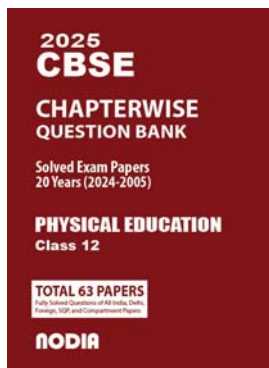 2025
CBSE
CHAPTERWISE
QUESTION BANK
Solved Exam Papers
20 Years (2024-2005)
PHYSICAL EDUCATION
Class 12
TOTAL 63 PAPERS
Fully Solved Questions of All India, Delhi,
Foreign, SQP, and Compartment Papers
NODIA